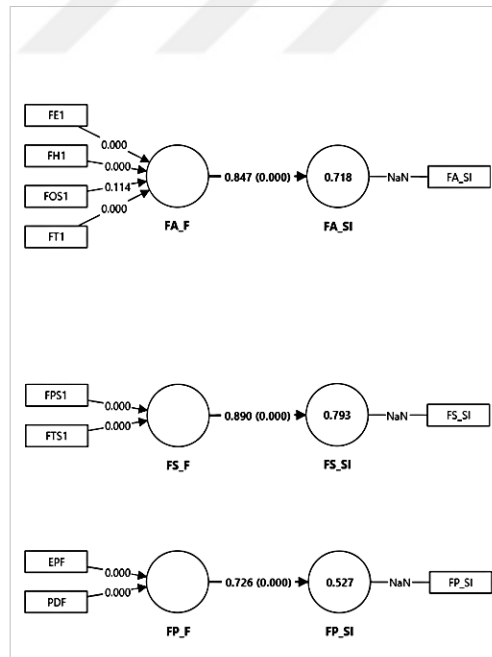 FE1
0.000
FH1
0.000
FOS1
0.114
FT1
0.000
0.847 (0.000)
0.718
NaN
FA_SI
FA_F
FA_SI
FPS1
0.000
FTS1
0.000
0.890 (0.000)
0.793
NaN
FS_SI
FS_F
FS_SI
EPF
0.000
PDF
0.000
0.726 (0.000)
0.527
NaN
FP_SI
FP_F
FP_SI